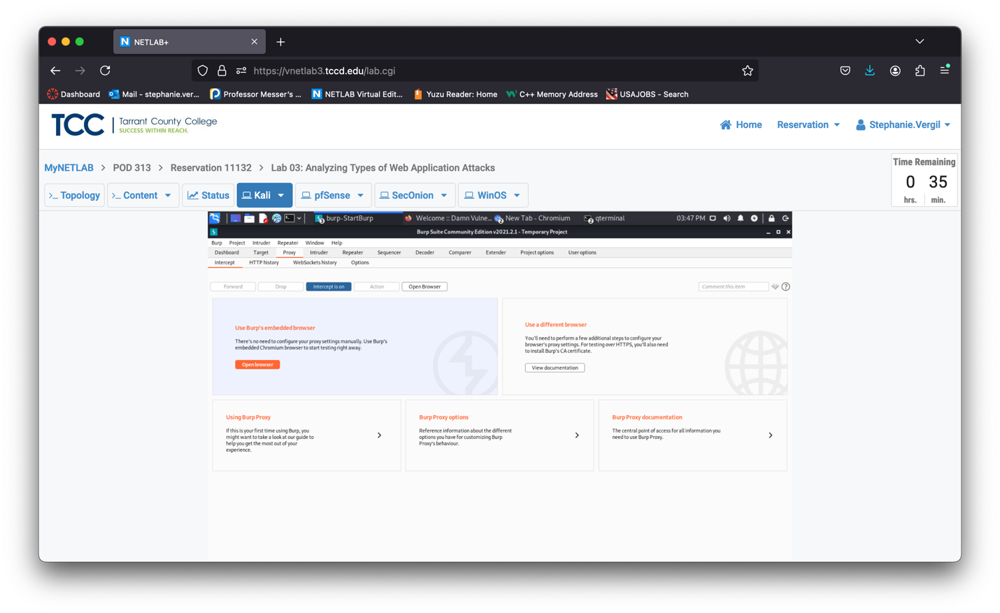 NETLAB+
https://vnetlab3.tccd.edu/lab.cgi
Dashboard Mail - stephanie.ver... Professor Messer's ... NETLAB Virtual Edit... Yuzu Reader: Home C++ Memory Address USAJOBS - Search
TCC Tarrant County College
SUCCESS WITHIN REACH.
Home Reservation Stephanie.Vergil
MyNETLAB > POD 313 > Reservation 11132 > Lab 03: Analyzing Types of Web Application Attacks
Time Remaining
0 35
hrs. min.
>_ Topology >_ Content Status Kali pfSense SecOnion WinOS
3 burp-StartBurp Welcome :: Damn Vulne... 2 New Tab - Chromium 2 qterminal 03:47 PM
Burp Suite Community Edition v2021.2.1 - Temporary Project
Burp Project Intruder Repeater Window Help
Dashboard Target Proxy Intruder Repeater Sequencer Decoder Comparer Extender Project options User options
Intercept HTTP history WebSockets history Options
Forward Drop Intercept is on Action Open Browser Comment this item ?
Use Burp's embedded browser
There's no need to configure your proxy settings manually. Use Burp's
embedded Chromium browser to start testing right away.
Open browser
Use a different browser
You'll need to perform a few additional steps to configure your
browser's proxy settings. For testing over HTTPS, you'll also need
to install Burp's CA certificate.
View documentation
Using Burp Proxy
If this is your first time using Burp, you
might want to take a look at our guide to
help you get the most out of your
experience.
Burp Proxy options
Reference information about the different
options you have for customizing Burp
Proxy's behaviour.
Burp Proxy documentation
The central point of access for all information you
need to use Burp Proxy.